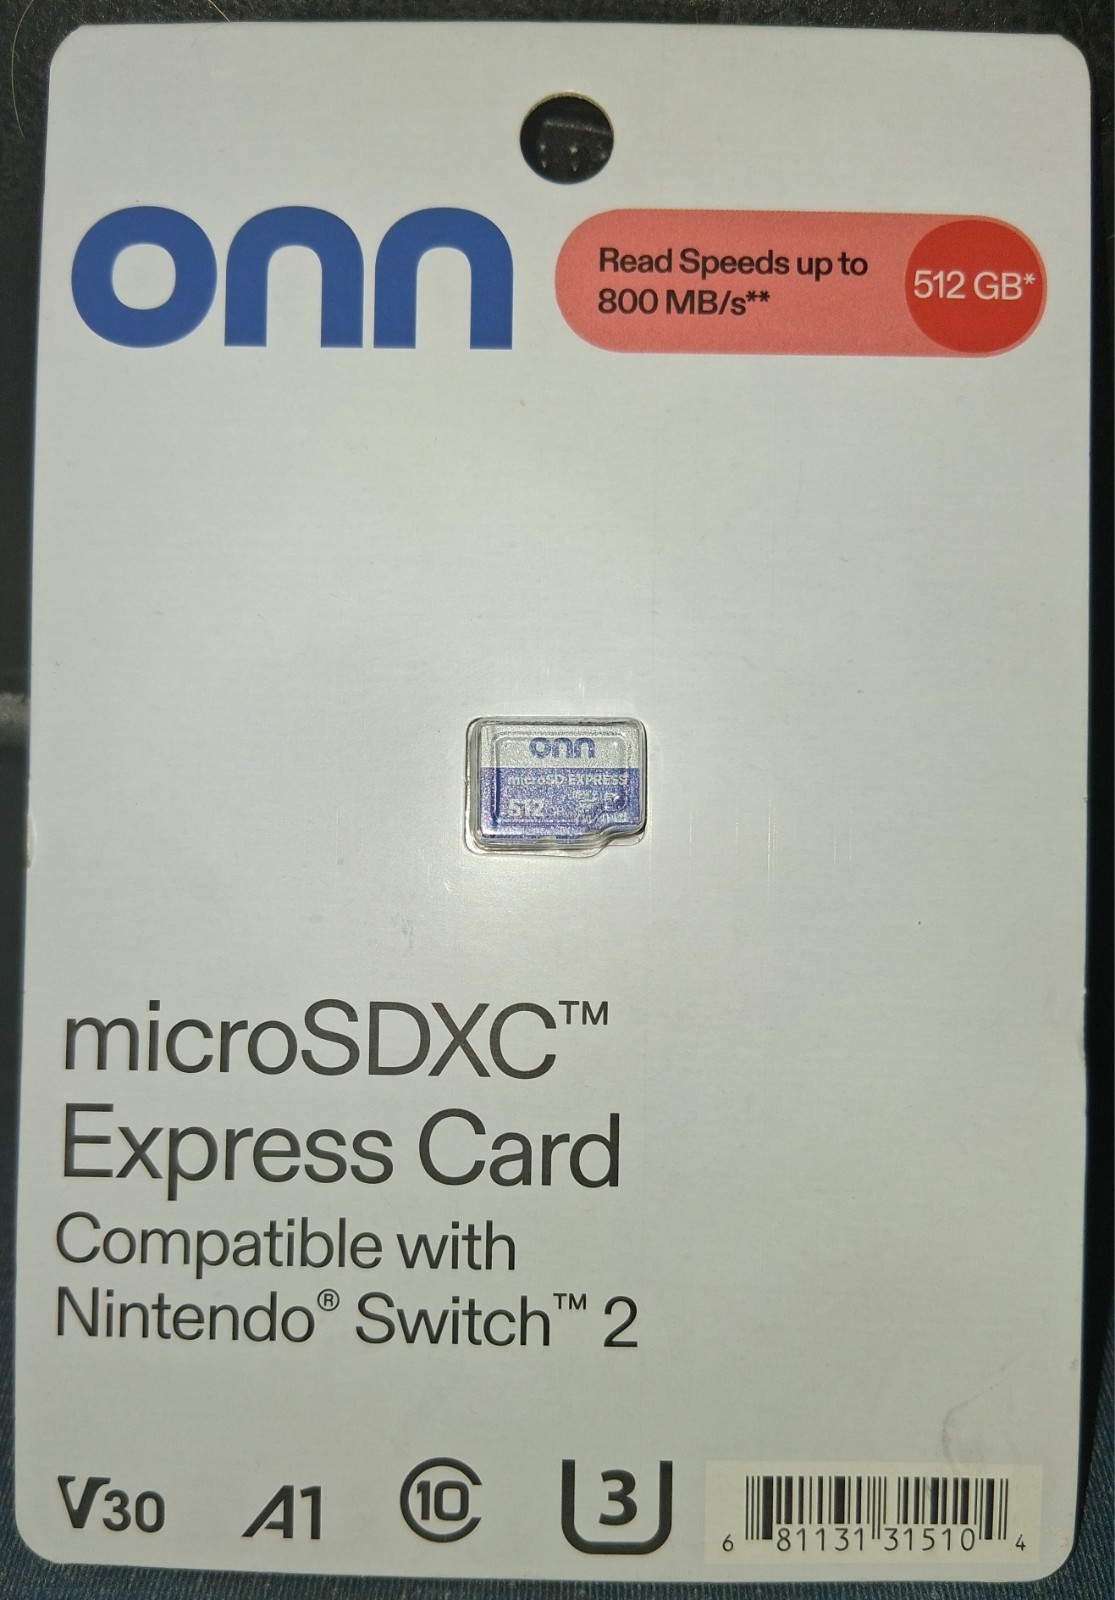 onn
Read Speeds up to
800 MB/s**
512 GB*
onn
microSD EXPRESS
512
microSDXC™
Express Card
Compatible with
Nintendo® Switch™ 2
V30 A1 10 3
6 81131 31510 4